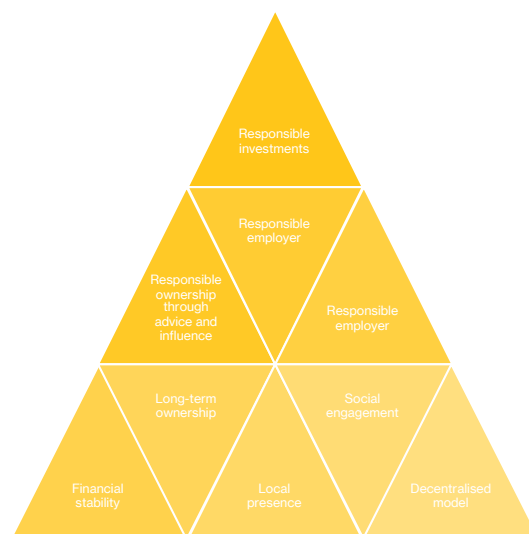 Responsible
investments
Responsible
employer
Responsible
ownership
through
advice and
influence
Responsible
employer
Long-term
ownership
Social
engagement
Financial
stability
Local
presence
Decentralised
model